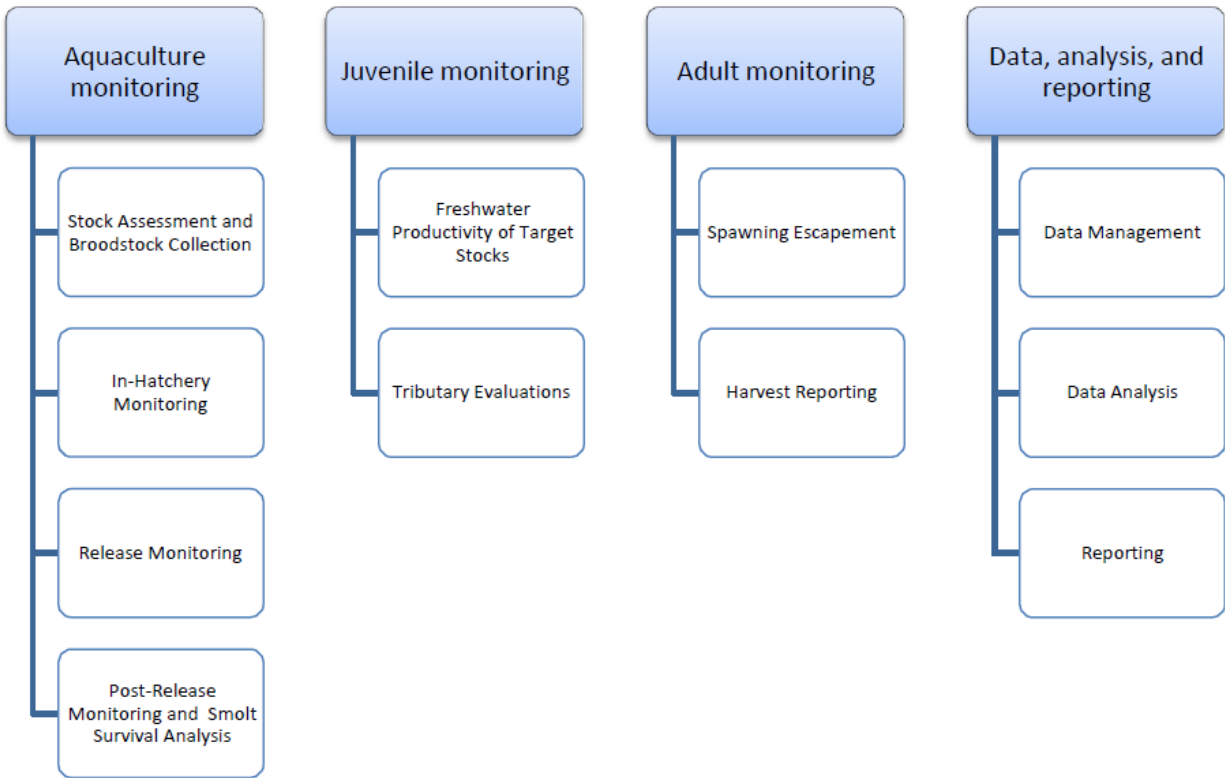 Aquaculture
monitoring
Stock Assessment and
Broodstock Collection
In-Hatchery
Monitoring
Release Monitoring
Post-Release
Monitoring and Smolt
Survival Analysis
Juvenile monitoring
Freshwater
Productivity of Target
Stocks
Tributary Evaluations
Adult monitoring
Spawning Escapement
Harvest Reporting
Data, analysis, and
reporting
Data Management
Data Analysis
Reporting